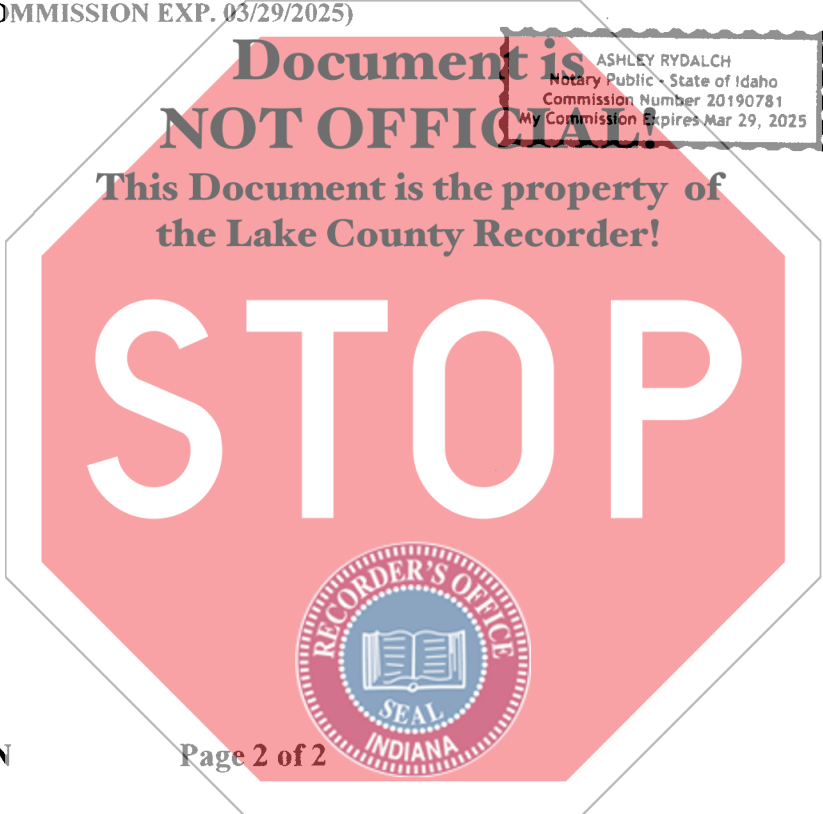 OMMISSION EXP. 03/29/2025)
Document is
NOT OFFICIAL!
This Document is the property of
the Lake County Recorder!
ASHLEY RYDALCH
Notary Public - State of Idaho
Commission Number 20190781
My Commission Expires Mar 29, 2025
STOP
RECORDER'S OFFICE
SEAL
INDIANA
N
Page 2 of 2